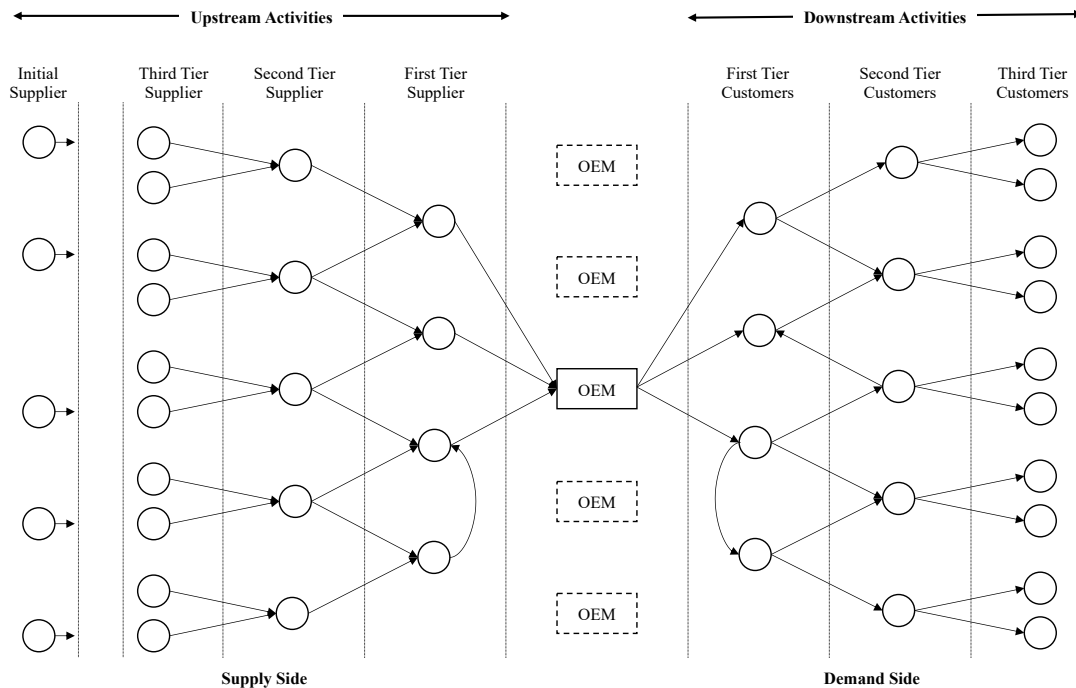 Upstream Activities
Downstream Activities
Initial
Supplier
Third Tier
Supplier
Second Tier
Supplier
First Tier
Supplier
First Tier
Customers
Second Tier
Customers
Third Tier
Customers
OEM
OEM
OEM
OEM
OEM
Supply Side
Demand Side